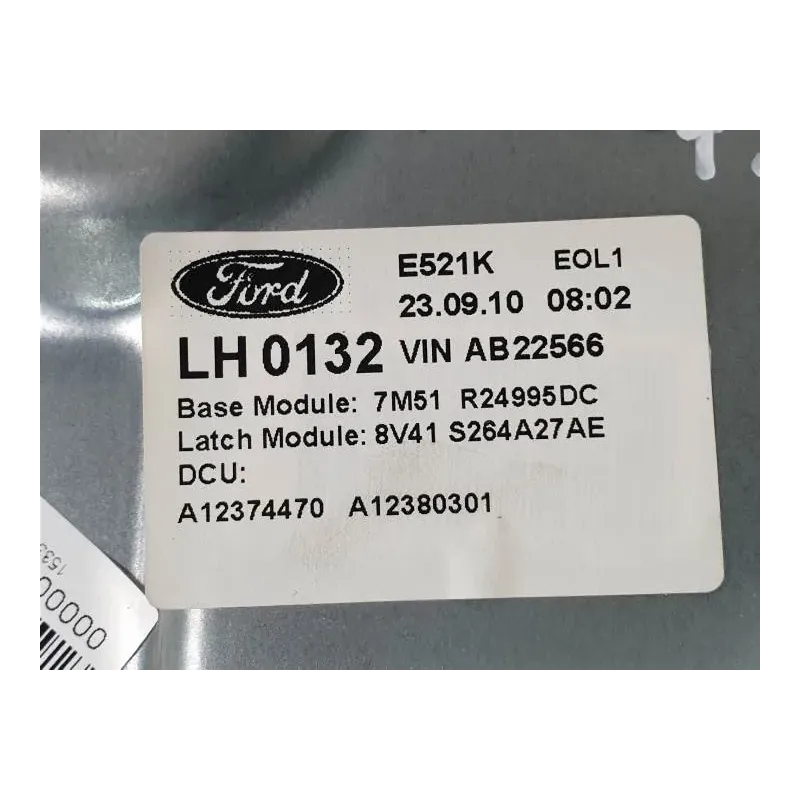 Ford
E521K EOL1
23.09.10 08:02
LH 0132 VIN AB22566
Base Module: 7M51 R24995DC
Latch Module: 8V41 S264A27AE
DCU:
A12374470 A12380301